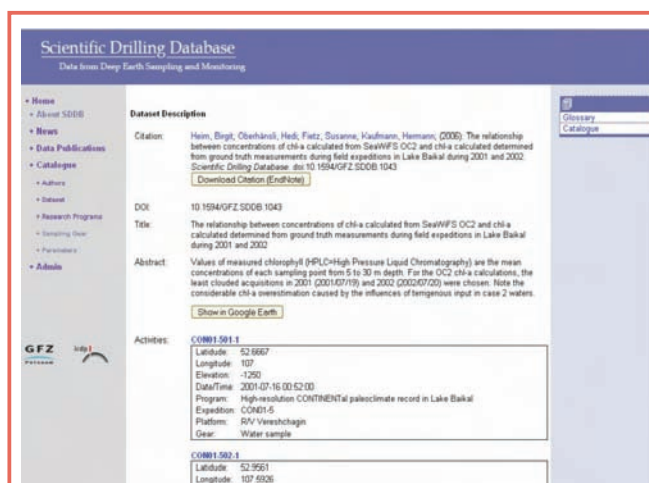 Scientific Drilling Database
Data from Deep Earth Sampling and Monitoring
• Home
• About SDDB
• News
• Data Publications
• Catalogue
• Authors
• Dataset
• Research Programs
• Sampling Gear
• Parameters
• Admin
GFZ
Potsdam
icdp
Dataset Description
Citation: Heim, Birgit; Oberhänsli, Hedi; Fietz, Susanne; Kaufmann, Hermann; (2006): The relationship
between concentrations of chl-a calculated from SeaWiFS OC2 and chl-a calculated determined
from ground truth measurements during field expeditions in Lake Baikal during 2001 and 2002.
Scientific Drilling Database. doi:10.1594/GFZ.SDDB.1043
Download Citation (EndNote)
DOI: 10.1594/GFZ.SDDB.1043
Title: The relationship between concentrations of chl-a calculated from SeaWiFS OC2 and chl-a
calculated determined from ground truth measurements during field expeditions in Lake Baikal
during 2001 and 2002
Abstract: Values of measured chlorophyll (HPLC=High Pressure Liquid Chromatography) are the mean
concentrations of each sampling point from 5 to 30 m depth. For the OC2 chl-a calculations, the
least clouded acquisitions in 2001 (2001/07/19) and 2002 (2002/07/20) were chosen. Note the
considerable chl-a overestimation caused by the influences of terrigenous input in case 2 waters.
Show in Google Earth
Activities: CON01-501-1
Latidude: 52.6667
Longitude: 107
Elevation: -1250
Date/Time: 2001-07-16 00:52:00
Program: High-resolution CONTINENTal paleoclimate record in Lake Baikal
Expedition: CON01-5
Platform: R/V Vereshchagin
Gear: Water sample
CON01-502-1
Latidude: 52.9561
Longitude: 107.5926
Glossary
Catalogue